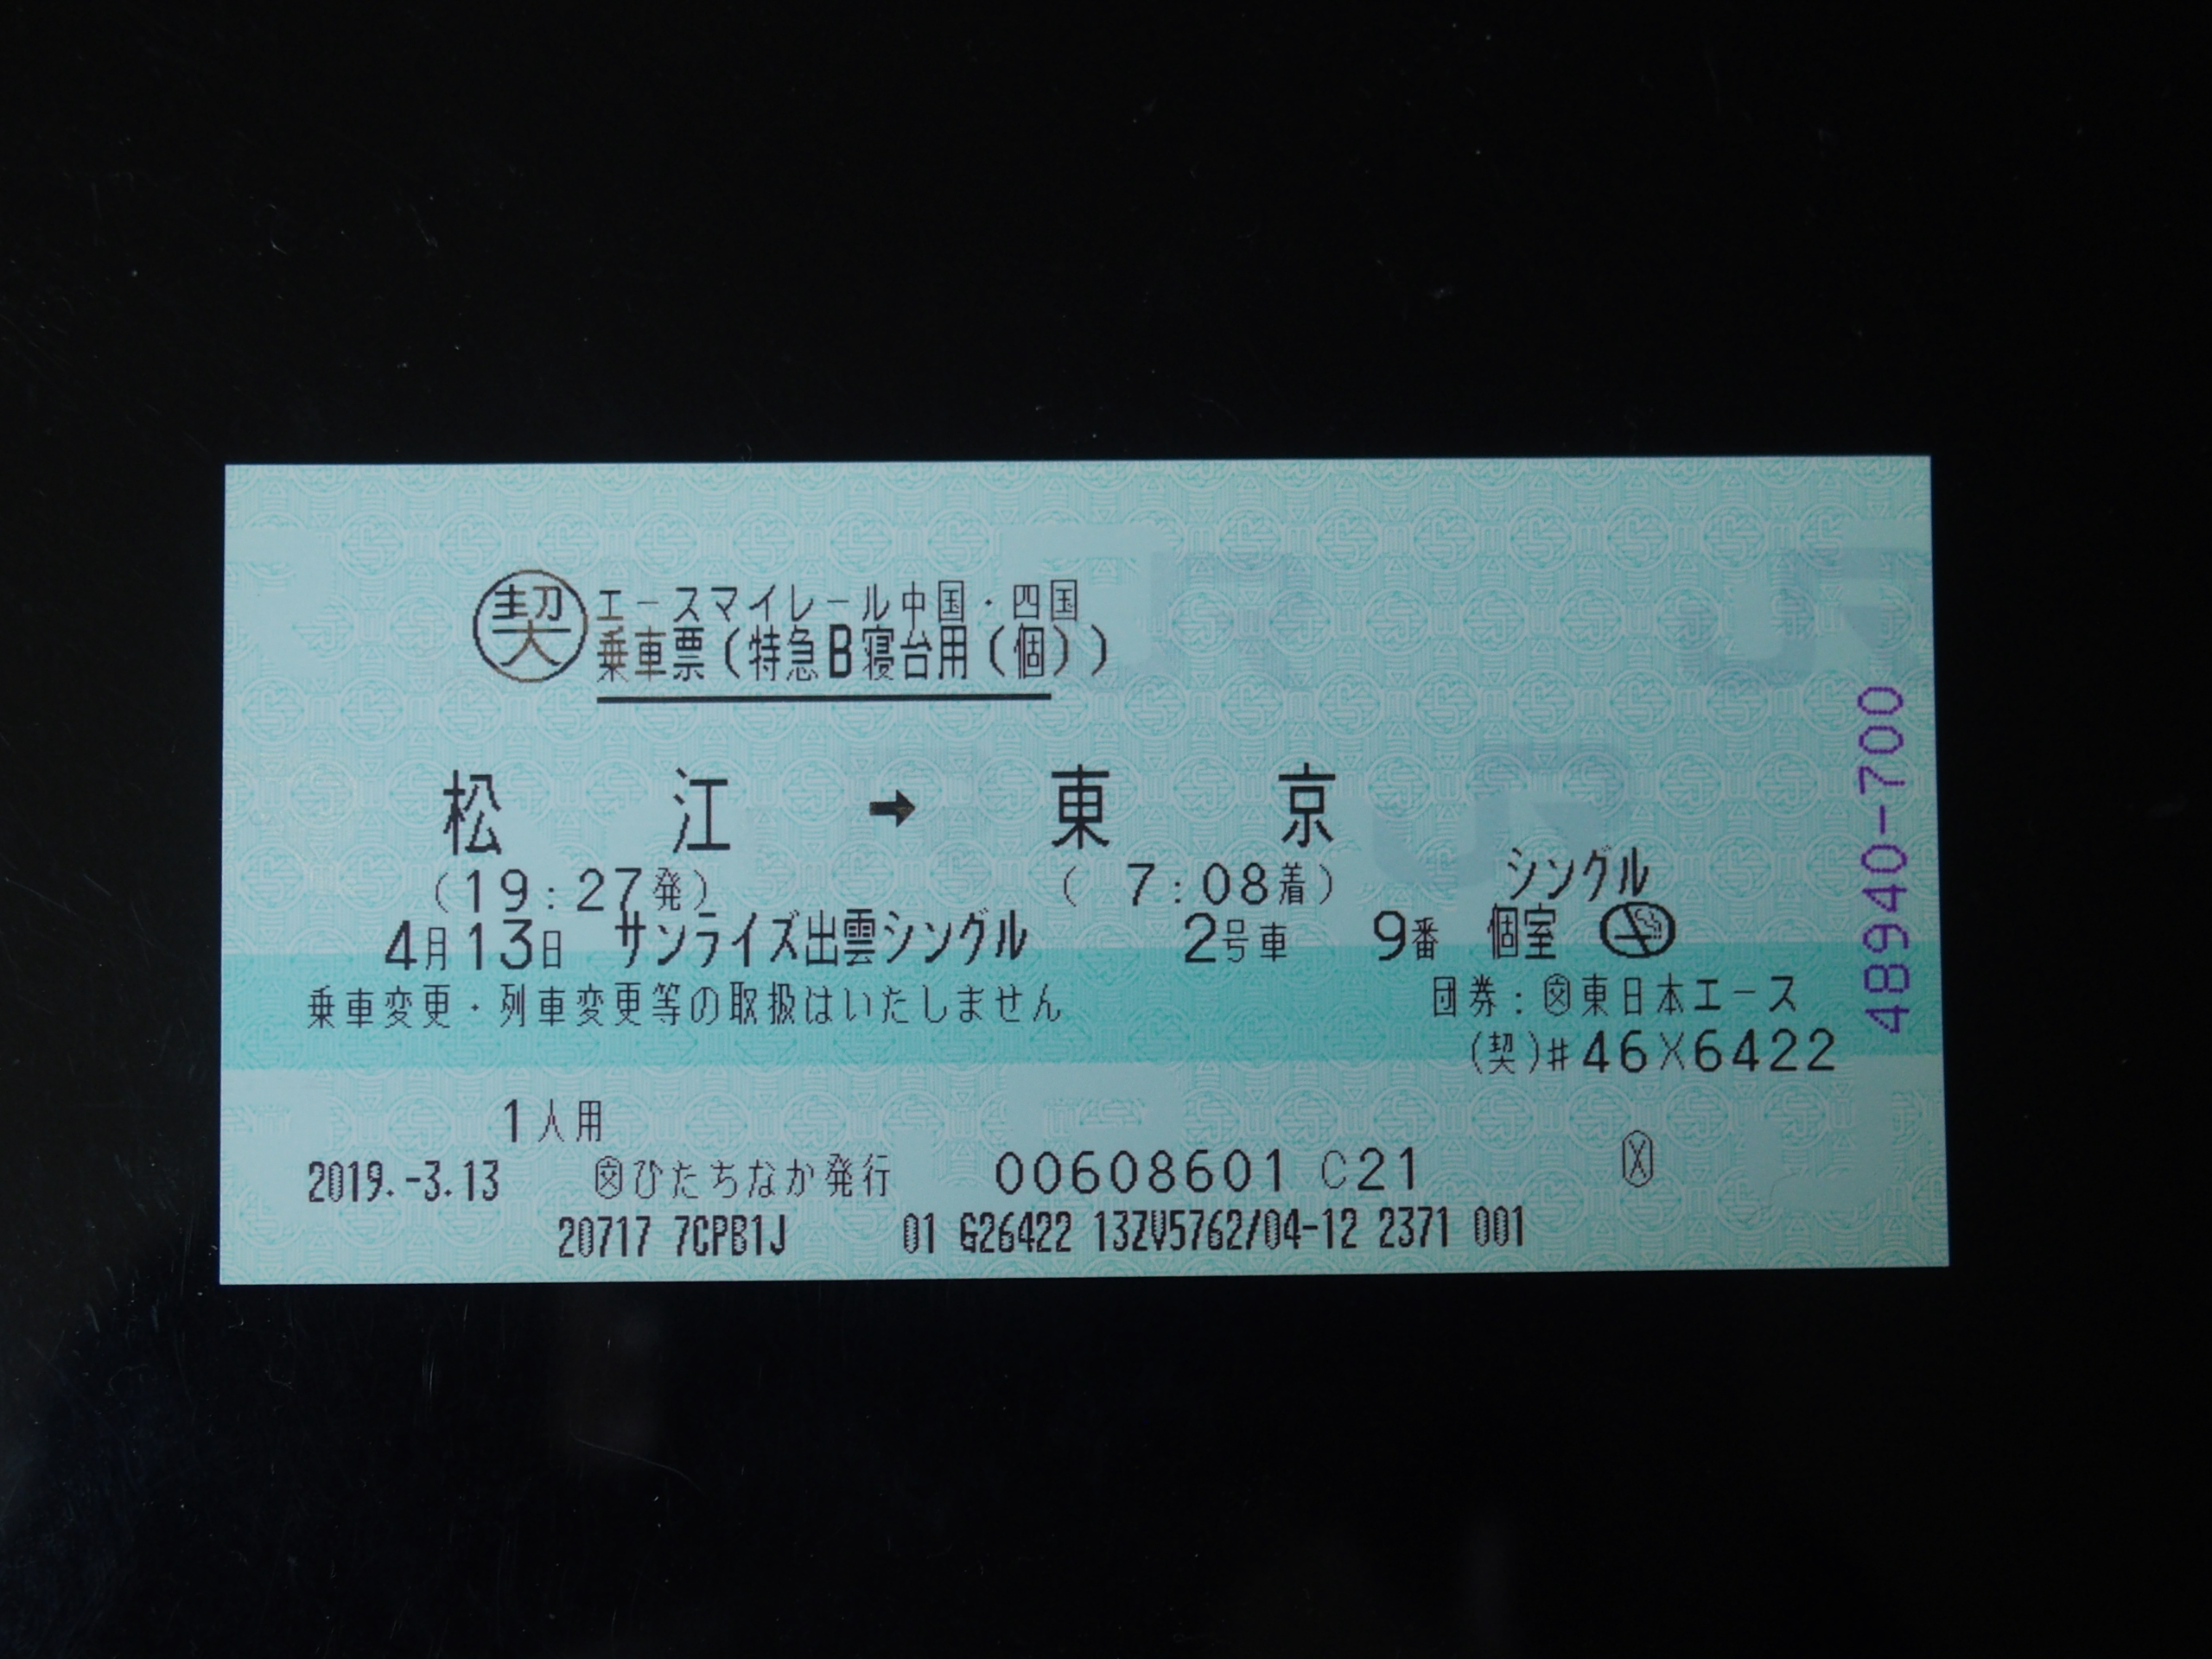 契 エースマイレール中国・四国
乗車票(特急B寝台用(個))
松江 → 東京
(19:27発) ( 7:08着) シングル
4月13日 サンライズ出雲シングル 2号車 9番 個室
乗車変更・列車変更等の取扱はいたしません 団券:交東日本エース
(契)#46X6422
1人用
2019.-3.13 交ひたちなか発行 00608601 C21 X
20717 7CPB1J 01 G26422 13ZV5762/04-12 2371 001
48940-700